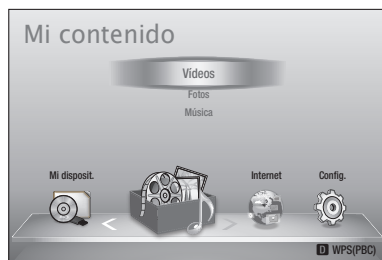 Mi contenido
Vídeos
Fotos
Música
Mi disposit.
Internet
Config.
D WPS(PBC)